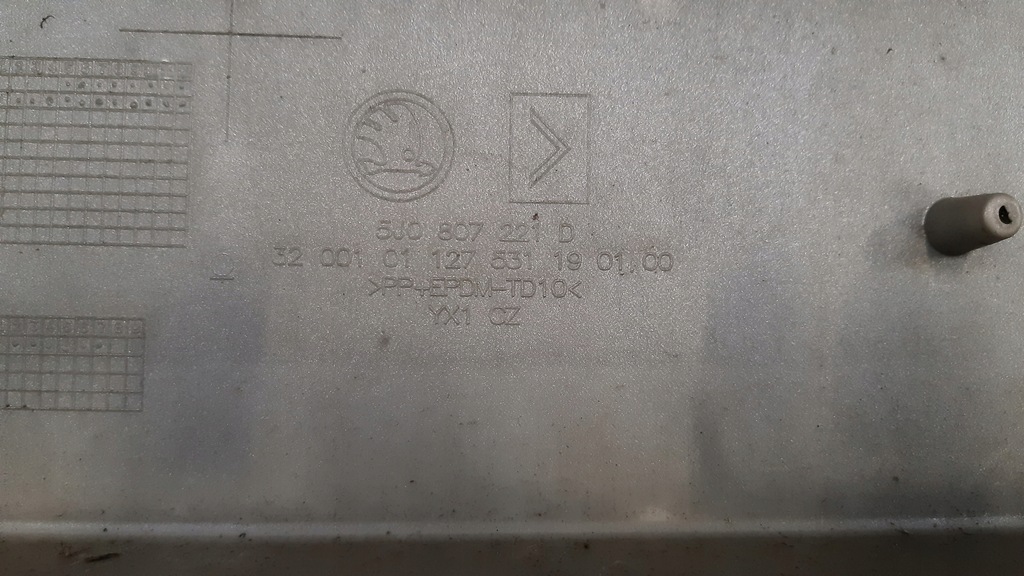 5J0 807 221 D
32 001 01 127 531 19 01.00
>PP+EPDM-TD10<
YX1 CZ